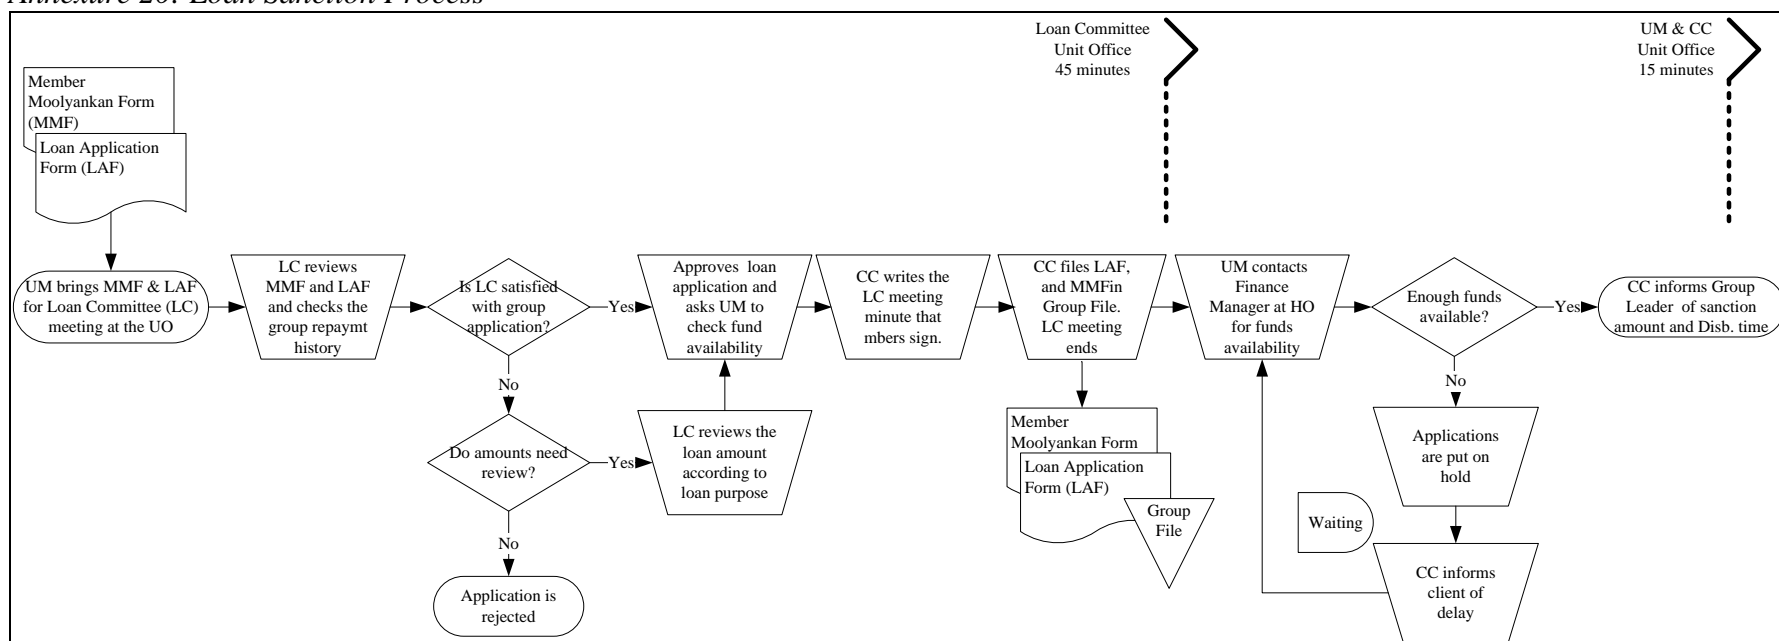 Annexure 20: Loan Sanction Process
Loan Committee
Unit Office
45 minutes
UM & CC
Unit Office
15 minutes
Member
Moolyankan Form
(MMF)
Loan Application
Form (LAF)
UM brings MMF & LAF
for Loan Committee (LC)
meeting at the UO
LC reviews
MMF and LAF
and checks the
group repaymt
history
Is LC satisfied
with group
application?
Yes
Approves loan
application and
asks UM to
check fund
availability
CC writes the
LC meeting
minute that
mbers sign.
CC files LAF,
and MMFin
Group File.
LC meeting
ends
UM contacts
Finance
Manager at HO
for funds
availability
Enough funds
available?
Yes
CC informs Group
Leader of sanction
amount and Disb. time
No
Do amounts need
review?
Yes
LC reviews the
loan amount
according to
loan purpose
No
Application is
rejected
Member
Moolyankan Form
Loan Application
Form (LAF)
Group
File
No
Applications
are put on
hold
Waiting
CC informs
client of
delay